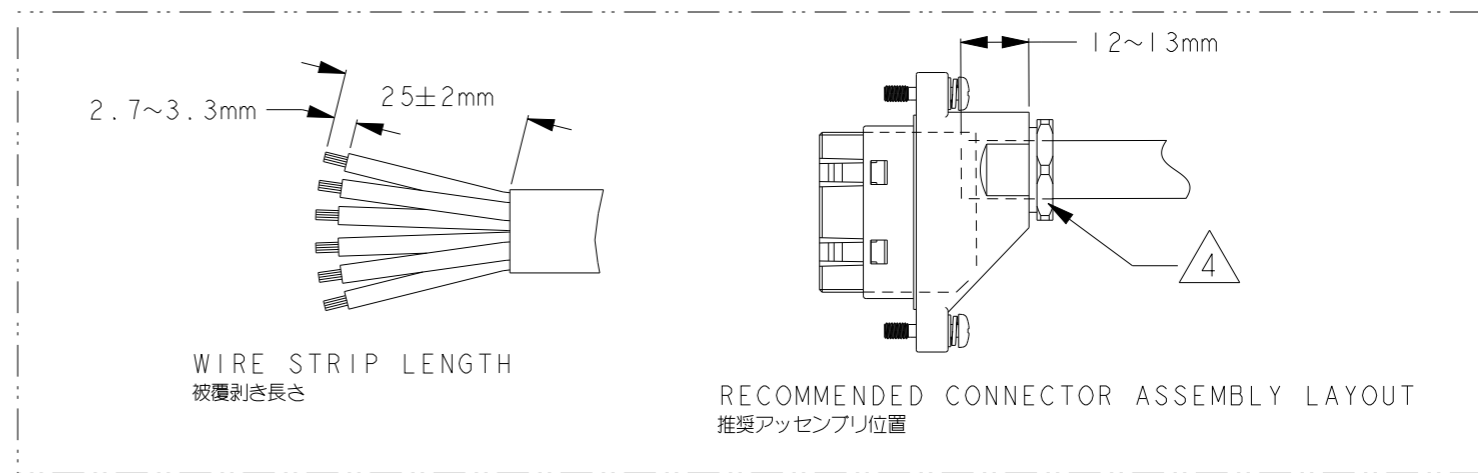 2.7~3.3mm
25±2mm
WIRE STRIP LENGTH
被覆剥き長さ
12~13mm
4
RECOMMENDED CONNECTOR ASSEMBLY LAYOUT
推奨アッセンブリ位置